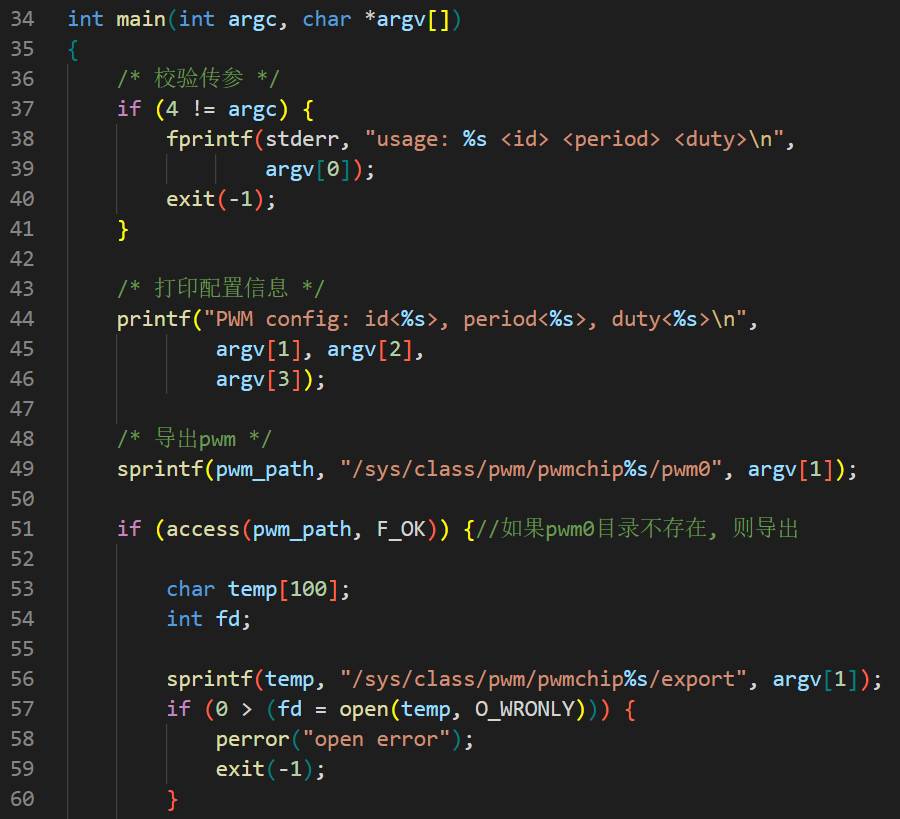 34 int main(int argc, char *argv[])
35 {
36     /* 校验传参 */
37     if (4 != argc) {
38         fprintf(stderr, "usage: %s <id> <period> <duty>\n",
39                 argv[0]);
40         exit(-1);
41     }
42
43     /* 打印配置信息 */
44     printf("PWM config: id<%s>, period<%s>, duty<%s>\n",
45             argv[1], argv[2],
46             argv[3]);
47
48     /* 导出pwm */
49     sprintf(pwm_path, "/sys/class/pwm/pwmchip%s/pwm0", argv[1]);
50
51     if (access(pwm_path, F_OK)) {//如果pwm0目录不存在, 则导出
52
53         char temp[100];
54         int fd;
55
56         sprintf(temp, "/sys/class/pwm/pwmchip%s/export", argv[1]);
57         if (0 > (fd = open(temp, O_WRONLY))) {
58             perror("open error");
59             exit(-1);
60         }